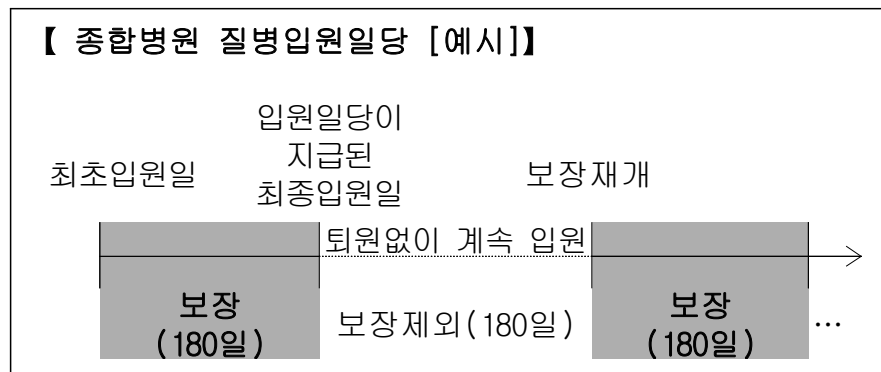 【 종합병원 질병입원일당 [예시]】
최초입원일
입원일당이
지급된
최종입원일
보장재개
퇴원없이 계속 입원
보장
(180일)
보장제외(180일)
보장
(180일)
…